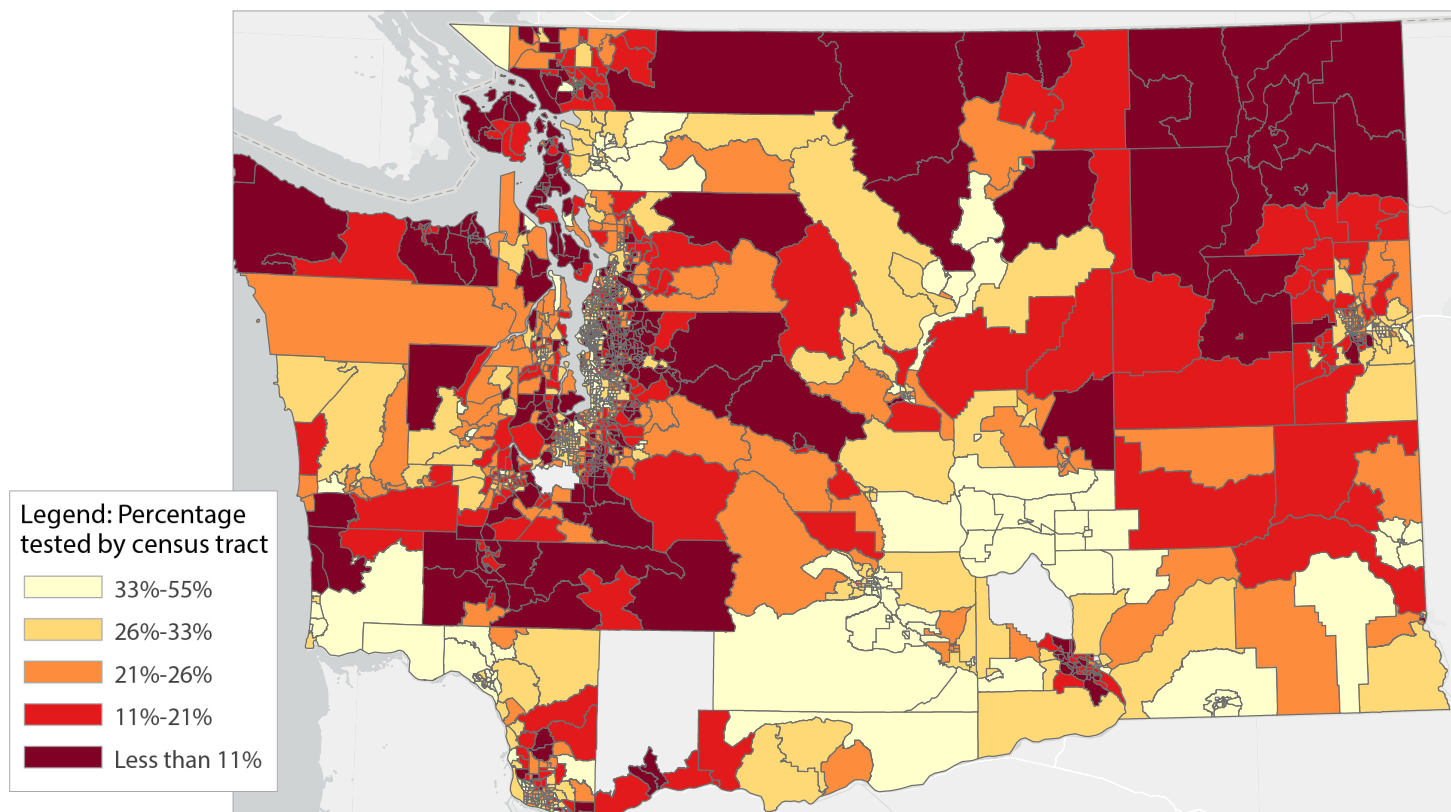 Legend: Percentage
tested by census tract
33%-55%
26%-33%
21%-26%
11%-21%
Less than 11%